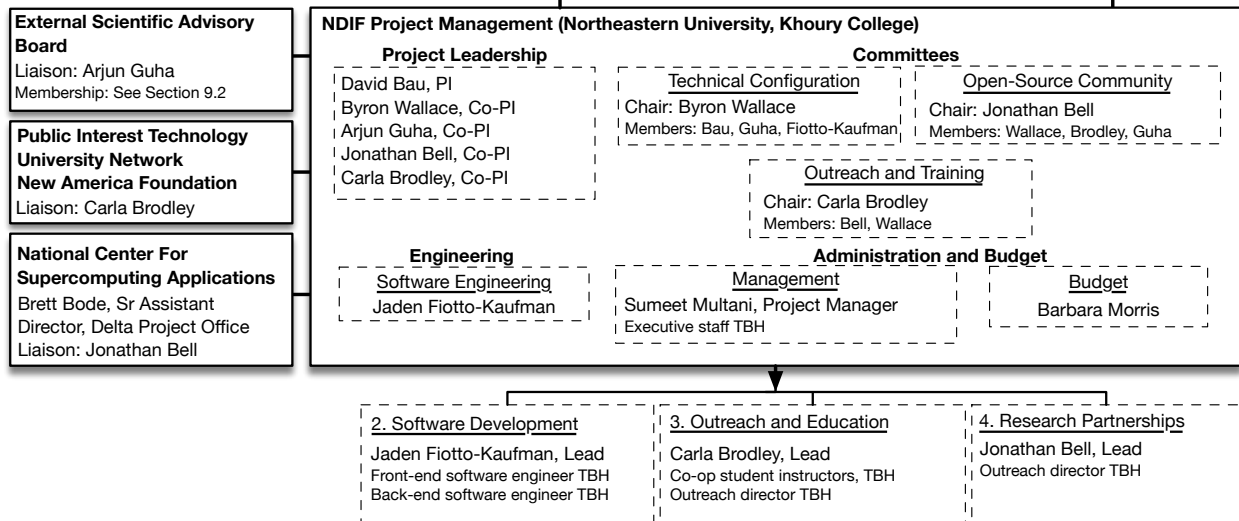 External Scientific Advisory
Board
Liaison: Arjun Guha
Membership: See Section 9.2
Public Interest Technology
University Network
New America Foundation
Liaison: Carla Brodley
National Center For
Supercomputing Applications
Brett Bode, Sr Assistant
Director, Delta Project Office
Liaison: Jonathan Bell
NDIF Project Management (Northeastern University, Khoury College)
Project Leadership
David Bau, PI
Byron Wallace, Co-PI
Arjun Guha, Co-PI
Jonathan Bell, Co-PI
Carla Brodley, Co-PI
Committees
Technical Configuration
Chair: Byron Wallace
Members: Bau, Guha, Fiotto-Kaufman
Open-Source Community
Chair: Jonathan Bell
Members: Wallace, Brodley, Guha
Outreach and Training
Chair: Carla Brodley
Members: Bell, Wallace
Engineering
Software Engineering
Jaden Fiotto-Kaufman
Administration and Budget
Management
Sumeet Multani, Project Manager
Executive staff TBH
Budget
Barbara Morris
2. Software Development
Jaden Fiotto-Kaufman, Lead
Front-end software engineer TBH
Back-end software engineer TBH
3. Outreach and Education
Carla Brodley, Lead
Co-op student instructors, TBH
Outreach director TBH
4. Research Partnerships
Jonathan Bell, Lead
Outreach director TBH